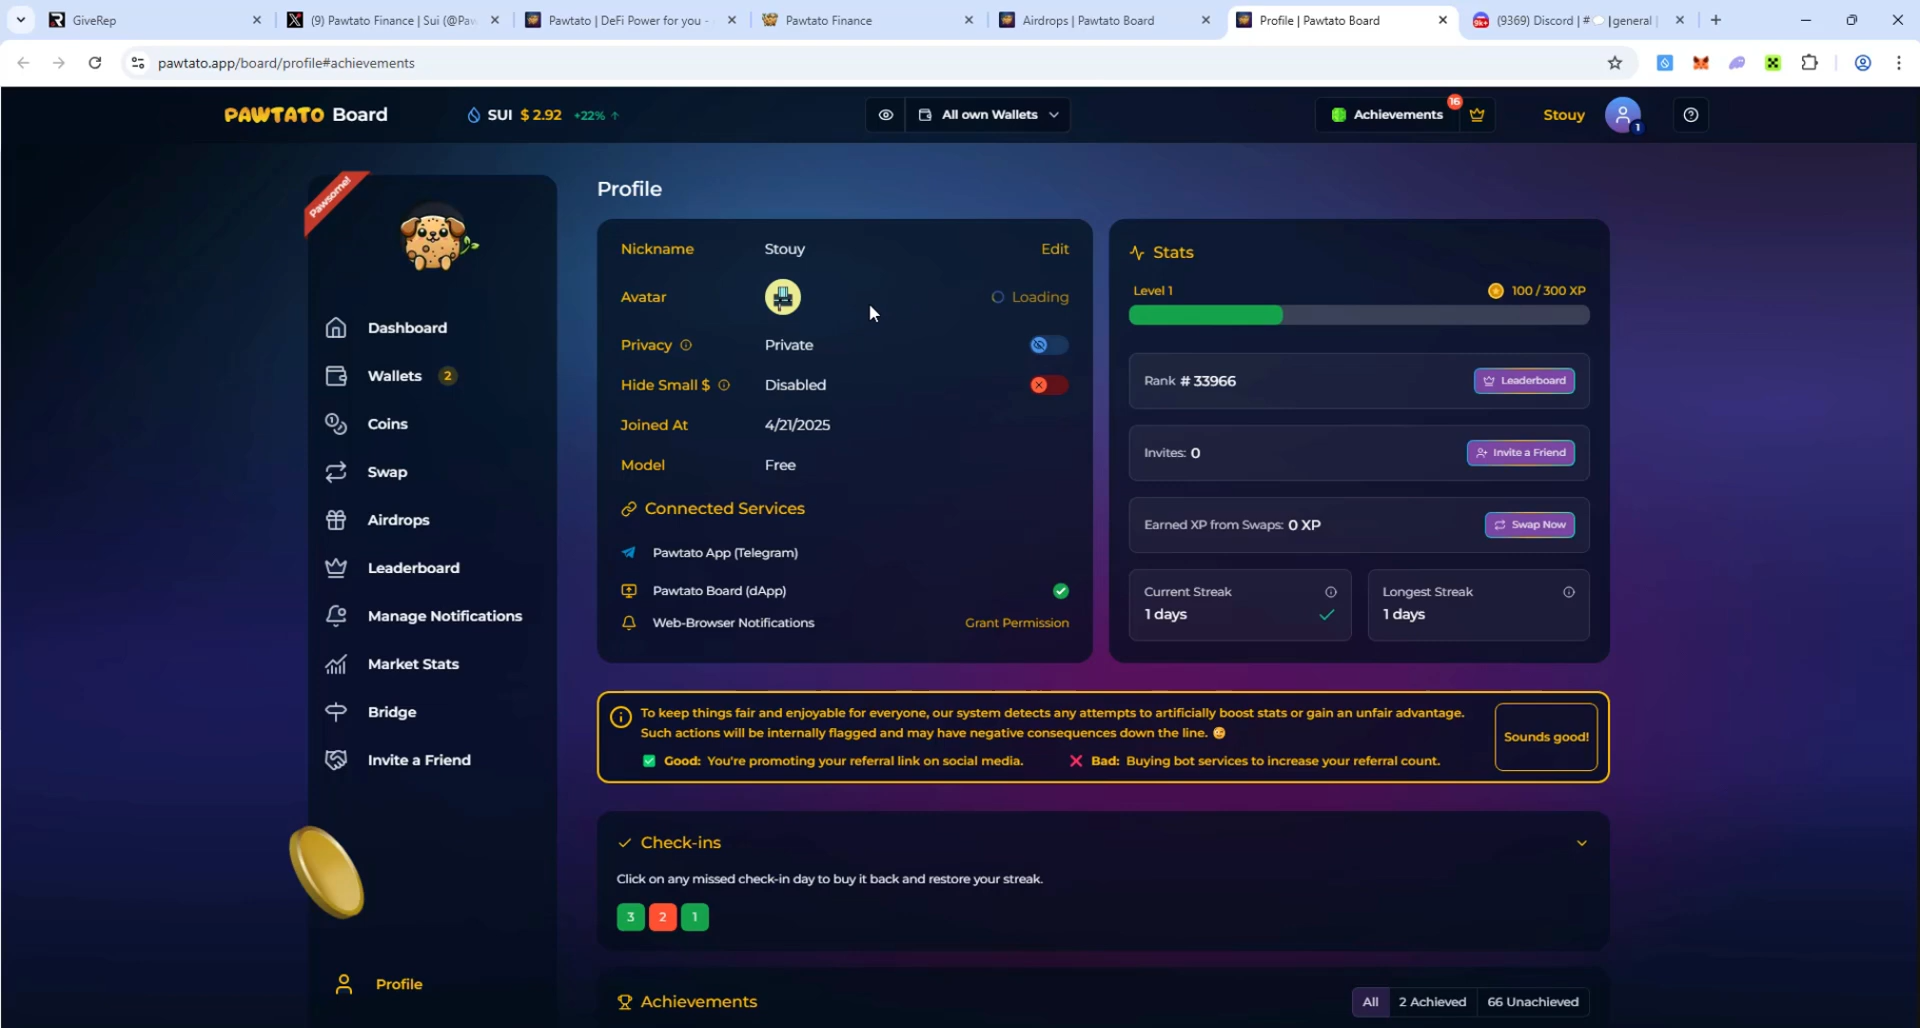 GiveRep
(9) Pawtato Finance | Sui (@Paw
Pawtato | DeFi Power for you -
Pawtato Finance
Airdrops | Pawtato Board
Profile | Pawtato Board
(9369) Discord | # | general |
pawtato.app/board/profile#achievements
PAWTATO Board
SUI $ 2.92 +22% ↑
All own Wallets
Achievements
16
Stouy
1
Pawsome!
Dashboard
Wallets 2
Coins
Swap
Airdrops
Leaderboard
Manage Notifications
Market Stats
Bridge
Invite a Friend
Profile
Profile
Nickname Stouy Edit
Avatar Loading
Privacy Private
Hide Small $ Disabled
Joined At 4/21/2025
Model Free
Connected Services
Pawtato App (Telegram)
Pawtato Board (dApp)
Web-Browser Notifications Grant Permission
Stats
Level 1 100 / 300 XP
Rank # 33966 Leaderboard
Invites: 0 Invite a Friend
Earned XP from Swaps: 0 XP Swap Now
Current Streak
1 days
Longest Streak
1 days
To keep things fair and enjoyable for everyone, our system detects any attempts to artificially boost stats or gain an unfair advantage.
Such actions will be internally flagged and may have negative consequences down the line.
Good: You're promoting your referral link on social media. Bad: Buying bot services to increase your referral count.
Sounds good!
Check-ins
Click on any missed check-in day to buy it back and restore your streak.
3 2 1
Achievements
All 2 Achieved 66 Unachieved